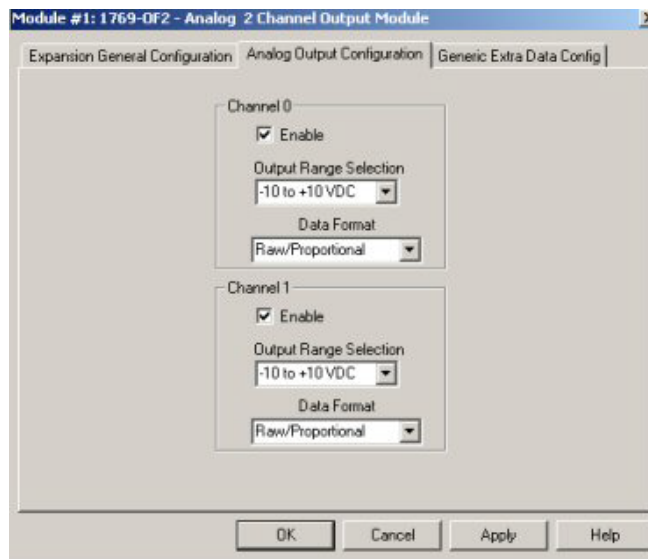 Module #1: 1769-OF2 - Analog 2 Channel Output Module
Expansion General Configuration Analog Output Configuration Generic Extra Data Config
Channel 0
Enable
Output Range Selection
-10 to +10 VDC
Data Format
Raw/Proportional
Channel 1
Enable
Output Range Selection
-10 to +10 VDC
Data Format
Raw/Proportional
OK Cancel Apply Help